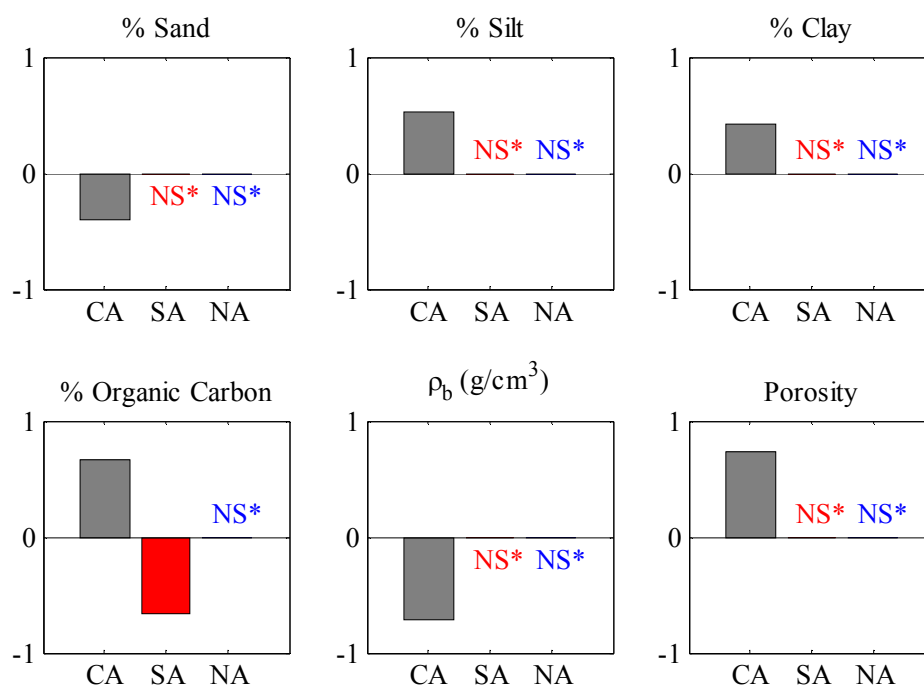 % Sand
1
0
-1
NS* NS*
CA SA NA
% Silt
1
0
-1
NS* NS*
CA SA NA
% Clay
1
0
-1
NS* NS*
CA SA NA
% Organic Carbon
1
0
-1
NS*
CA SA NA
ρb (g/cm³)
1
0
-1
NS* NS*
CA SA NA
Porosity
1
0
-1
NS* NS*
CA SA NA